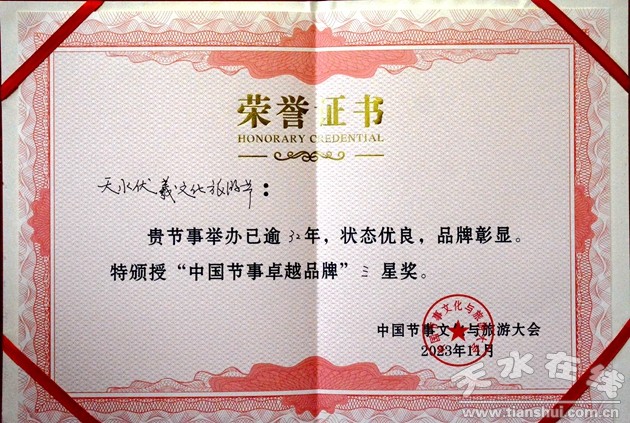 荣誉证书
HONORARY CREDENTIAL
天水伏羲文化旅游节：
贵节事举办已逾32年，状态优良，品牌彰显。
特颁授“中国节事卓越品牌”三星奖。
中国节事文化与旅游大会
2023年11月
天水在线
www.tianshui.com.cn